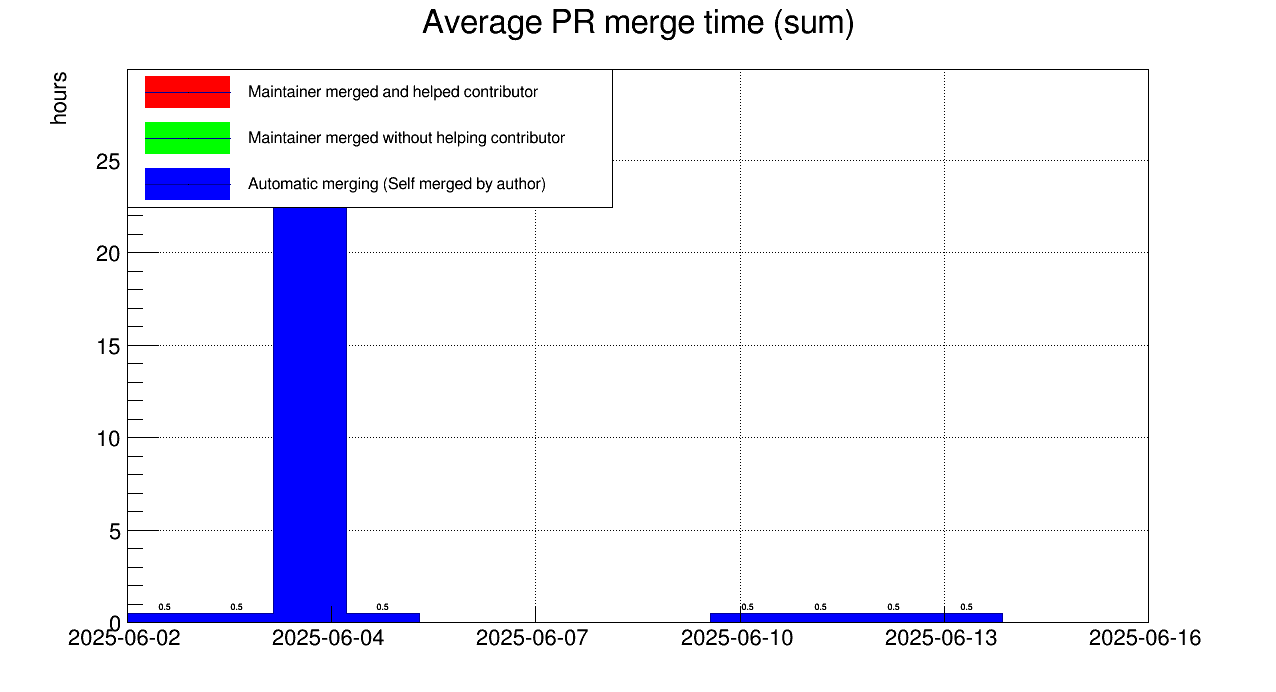 Average PR merge time (sum)
hours
Maintainer merged and helped contributor
Maintainer merged without helping contributor
Automatic merging (Self merged by author)
25
20
15
10
5
0
0.5 0.5 0.5 0.5 0.5 0.5 0.5
2025-06-02 2025-06-04 2025-06-07 2025-06-10 2025-06-13 2025-06-16